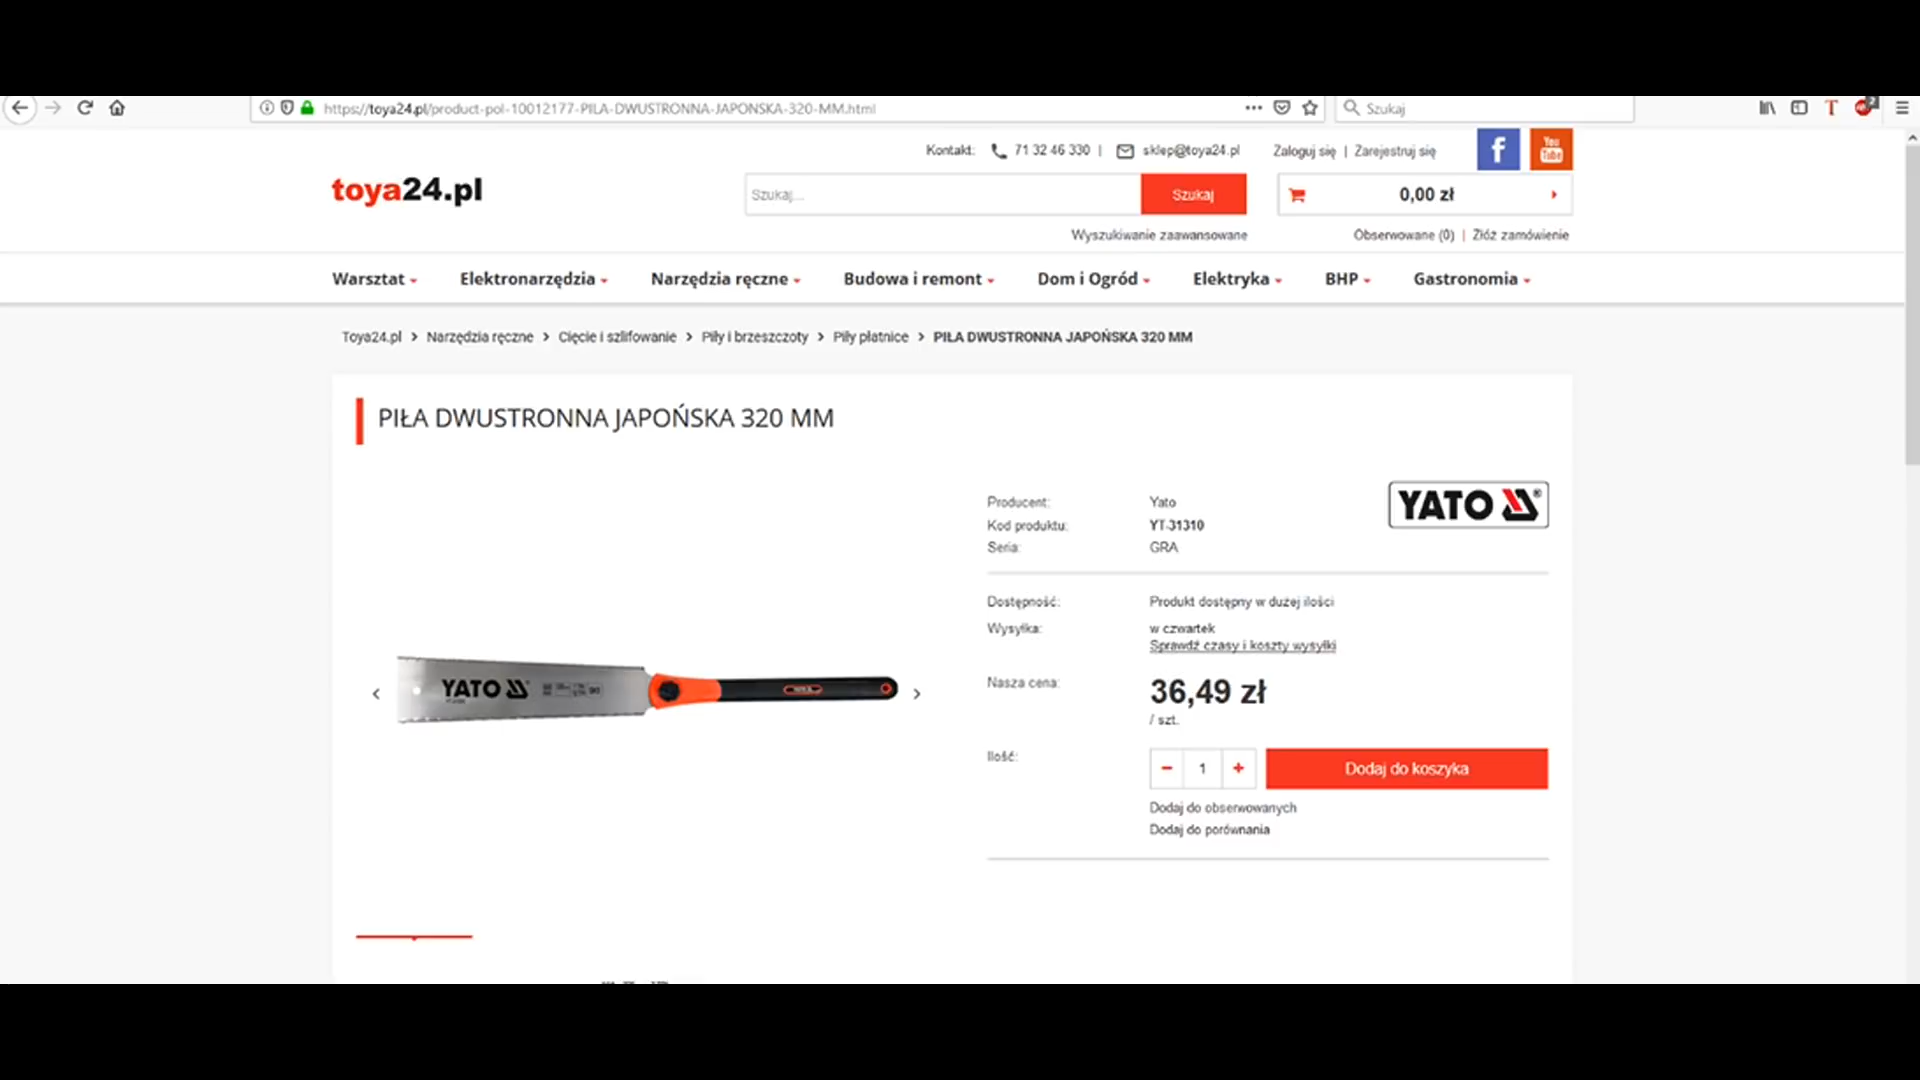 https://toya24.pl/product-pol-10012177-PILA-DWUSTRONNA-JAPONSKA-320-MM.html
Szukaj
T
2
Kontakt: 71 32 46 330 | sklep@toya24.pl
Zaloguj się | Zarejestruj się
f
You Tube
toya24.pl
Szukaj...
Szukaj
0,00 zł
Wyszukiwanie zaawansowane
Obserwowane (0) | Złóż zamówienie
Warsztat Elektronarzędzia Narzędzia ręczne Budowa i remont Dom i Ogród Elektryka BHP Gastronomia
Toya24.pl > Narzędzia ręczne > Cięcie i szlifowanie > Piły i brzeszczoty > Piły płatnice > PIŁA DWUSTRONNA JAPOŃSKA 320 MM
PIŁA DWUSTRONNA JAPOŃSKA 320 MM
YATO
Producent: Yato
Kod produktu: YT-31310
Seria: GRA
YATO ®
Dostępność: Produkt dostępny w dużej ilości
Wysyłka: w czwartek
Sprawdź czasy i koszty wysyłki
Nasza cena: 36,49 zł
/ szt.
Ilość: − 1 + Dodaj do koszyka
Dodaj do obserwowanych
Dodaj do porównania